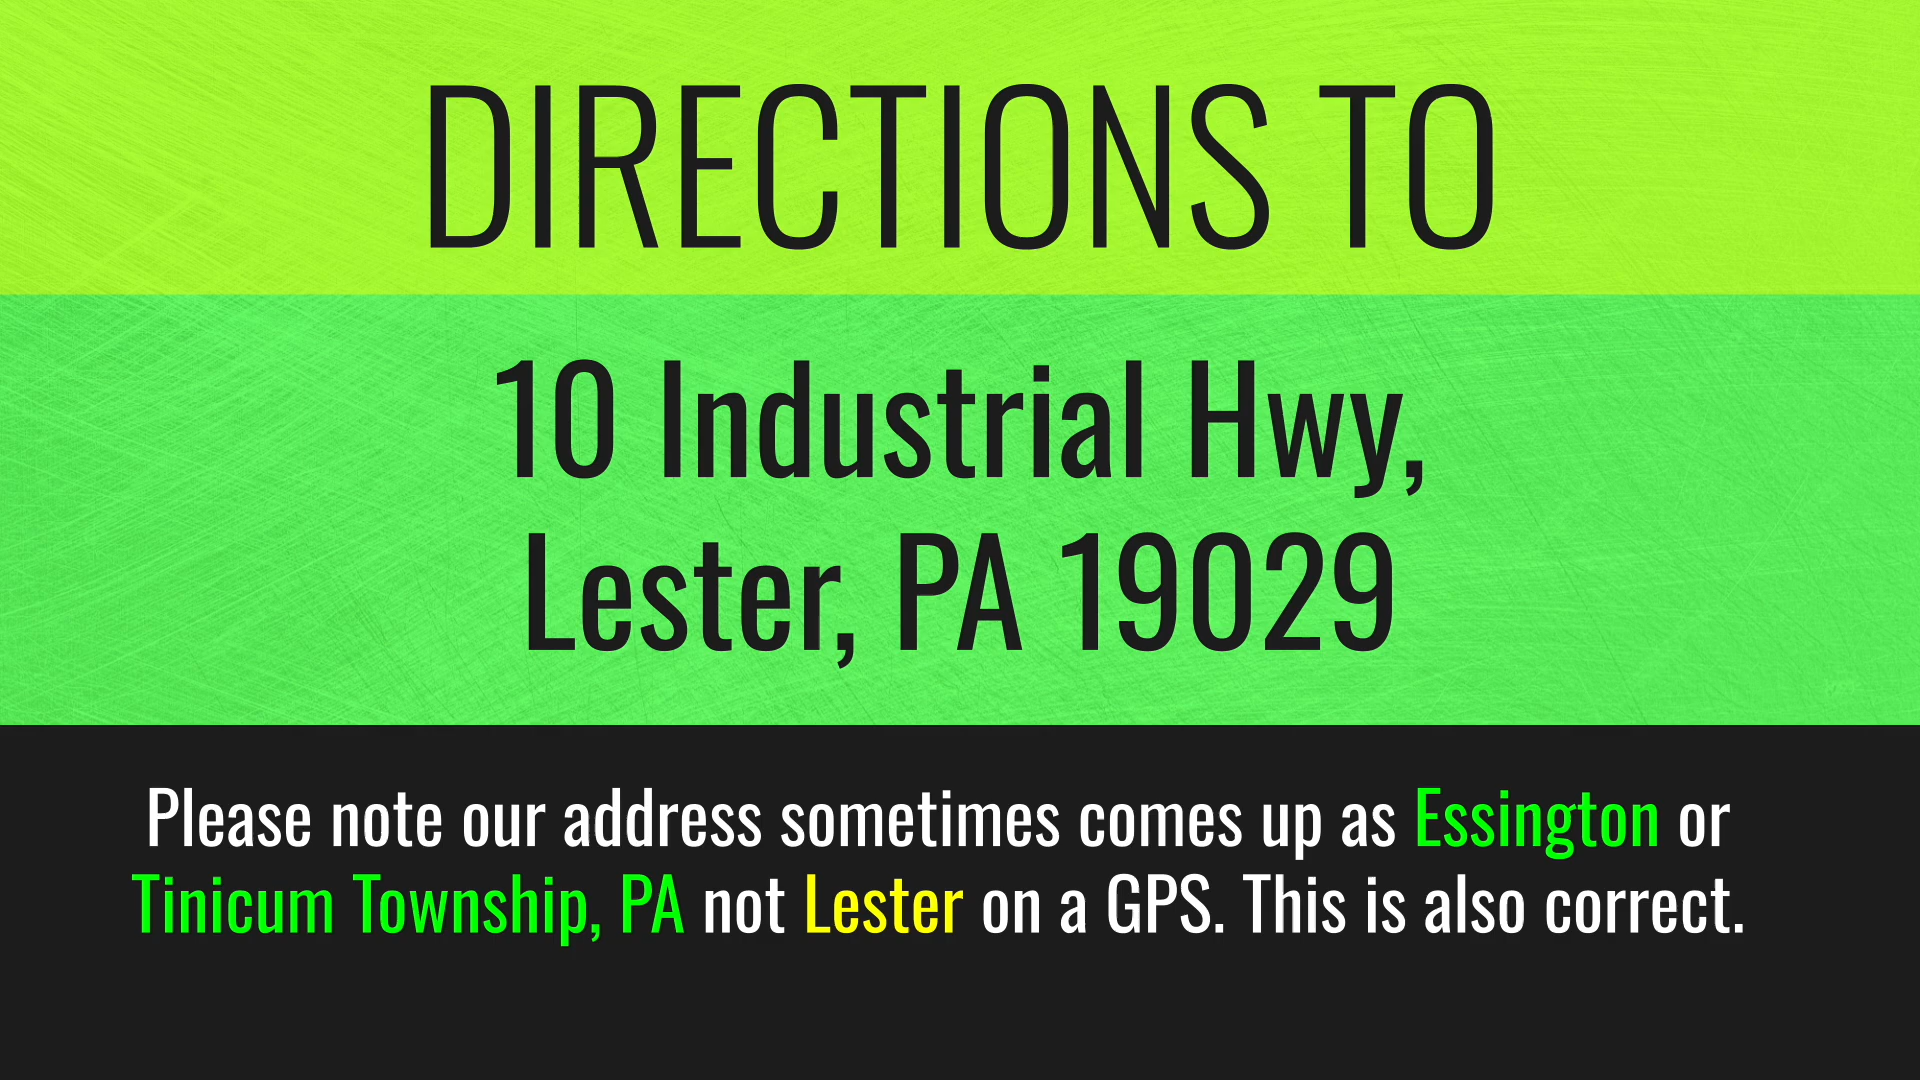 DIRECTIONS TO
10 Industrial Hwy,
Lester, PA 19029
Please note our address sometimes comes up as Essington or
Tinicum Township, PA not Lester on a GPS. This is also correct.